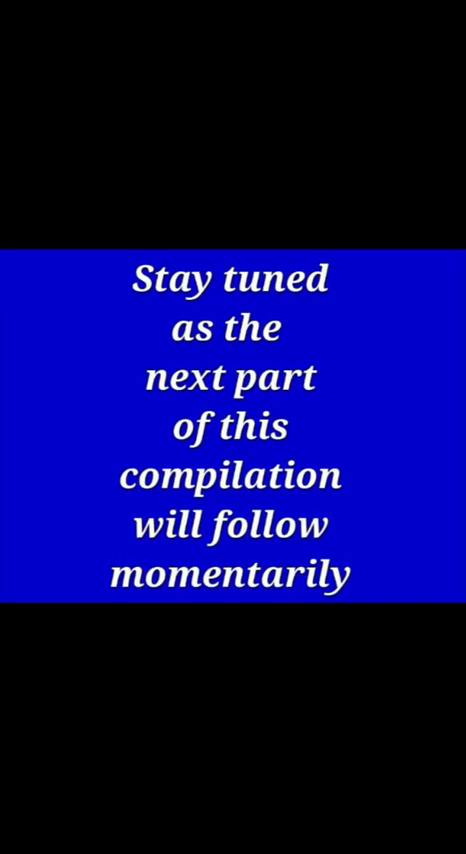 Stay tuned
as the
next part
of this
compilation
will follow
momentarily